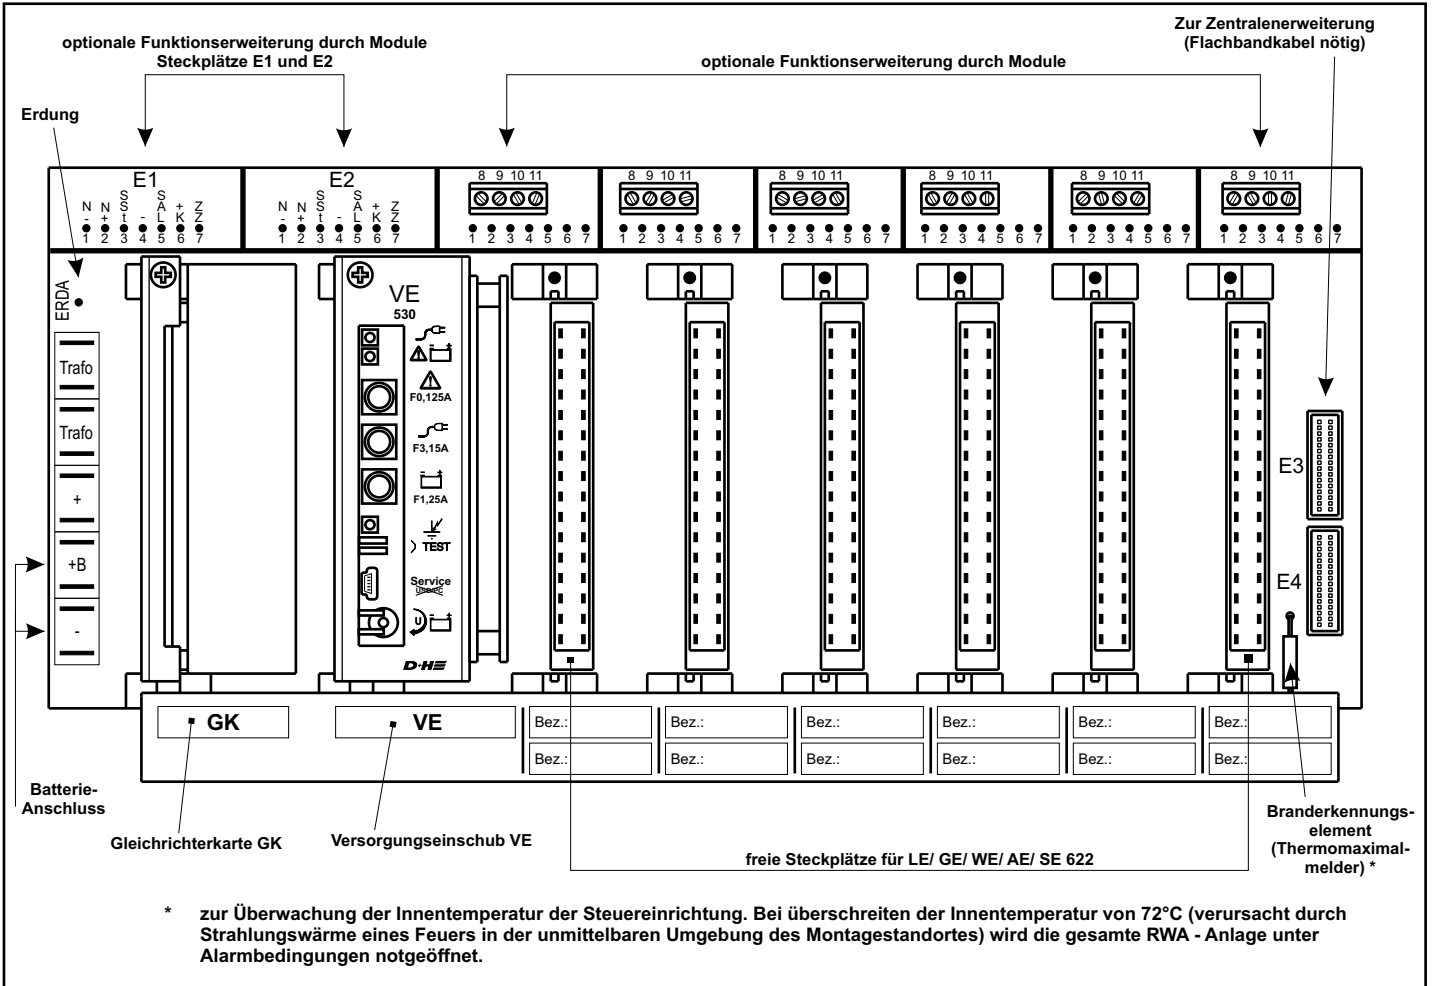 Zur Zentralenerweiterung
(Flachbandkabel nötig)
optionale Funktionserweiterung durch Module
Steckplätze E1 und E2
optionale Funktionserweiterung durch Module
Erdung
E1
N - N + S St - S A L + K Z Z
1 2 3 4 5 6 7
E2
N - N + S St - S A L + K Z Z
1 2 3 4 5 6 7
8 9 10 11
1 2 3 4 5 6 7
8 9 10 11
1 2 3 4 5 6 7
8 9 10 11
1 2 3 4 5 6 7
8 9 10 11
1 2 3 4 5 6 7
8 9 10 11
1 2 3 4 5 6 7
8 9 10 11
1 2 3 4 5 6 7
ERDA
Trafo
Trafo
+
+B
-
VE
530
F0,125A
F3,15A
F1,25A
TEST
Service
USB/PC
U
D+H
E3
E4
GK
VE
Bez.: Bez.: Bez.: Bez.: Bez.: Bez.:
Bez.: Bez.: Bez.: Bez.: Bez.: Bez.:
Batterie-
Anschluss
Gleichrichterkarte GK
Versorgungseinschub VE
freie Steckplätze für LE/ GE/ WE/ AE/ SE 622
Branderkennungs-
element
(Thermomaximal-
melder) *
* zur Überwachung der Innentemperatur der Steuereinrichtung. Bei überschreiten der Innentemperatur von 72°C (verursacht durch
Strahlungswärme eines Feuers in der unmittelbaren Umgebung des Montagestandortes) wird die gesamte RWA - Anlage unter
Alarmbedingungen notgeöffnet.